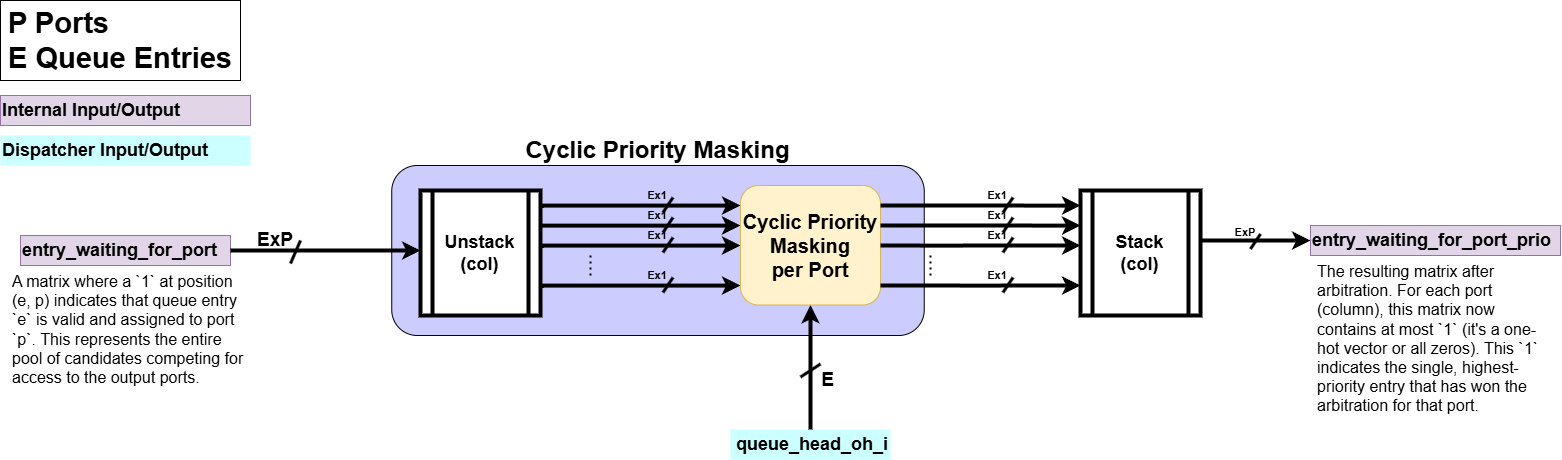 P Ports
E Queue Entries
Internal Input/Output
Dispatcher Input/Output
Cyclic Priority Masking
entry_waiting_for_port
ExP
A matrix where a `1` at position
(e, p) indicates that queue entry
`e` is valid and assigned to port
`p`. This represents the entire
pool of candidates competing for
access to the output ports.
Unstack
(col)
Ex1
Ex1
Ex1
Ex1
Cyclic Priority
Masking
per Port
Ex1
Ex1
Ex1
Ex1
Stack
(col)
ExP
entry_waiting_for_port_prio
The resulting matrix after
arbitration. For each port
(column), this matrix now
contains at most `1` (it's a one-
hot vector or all zeros). This `1`
indicates the single, highest-
priority entry that has won the
arbitration for that port.
E
queue_head_oh_i